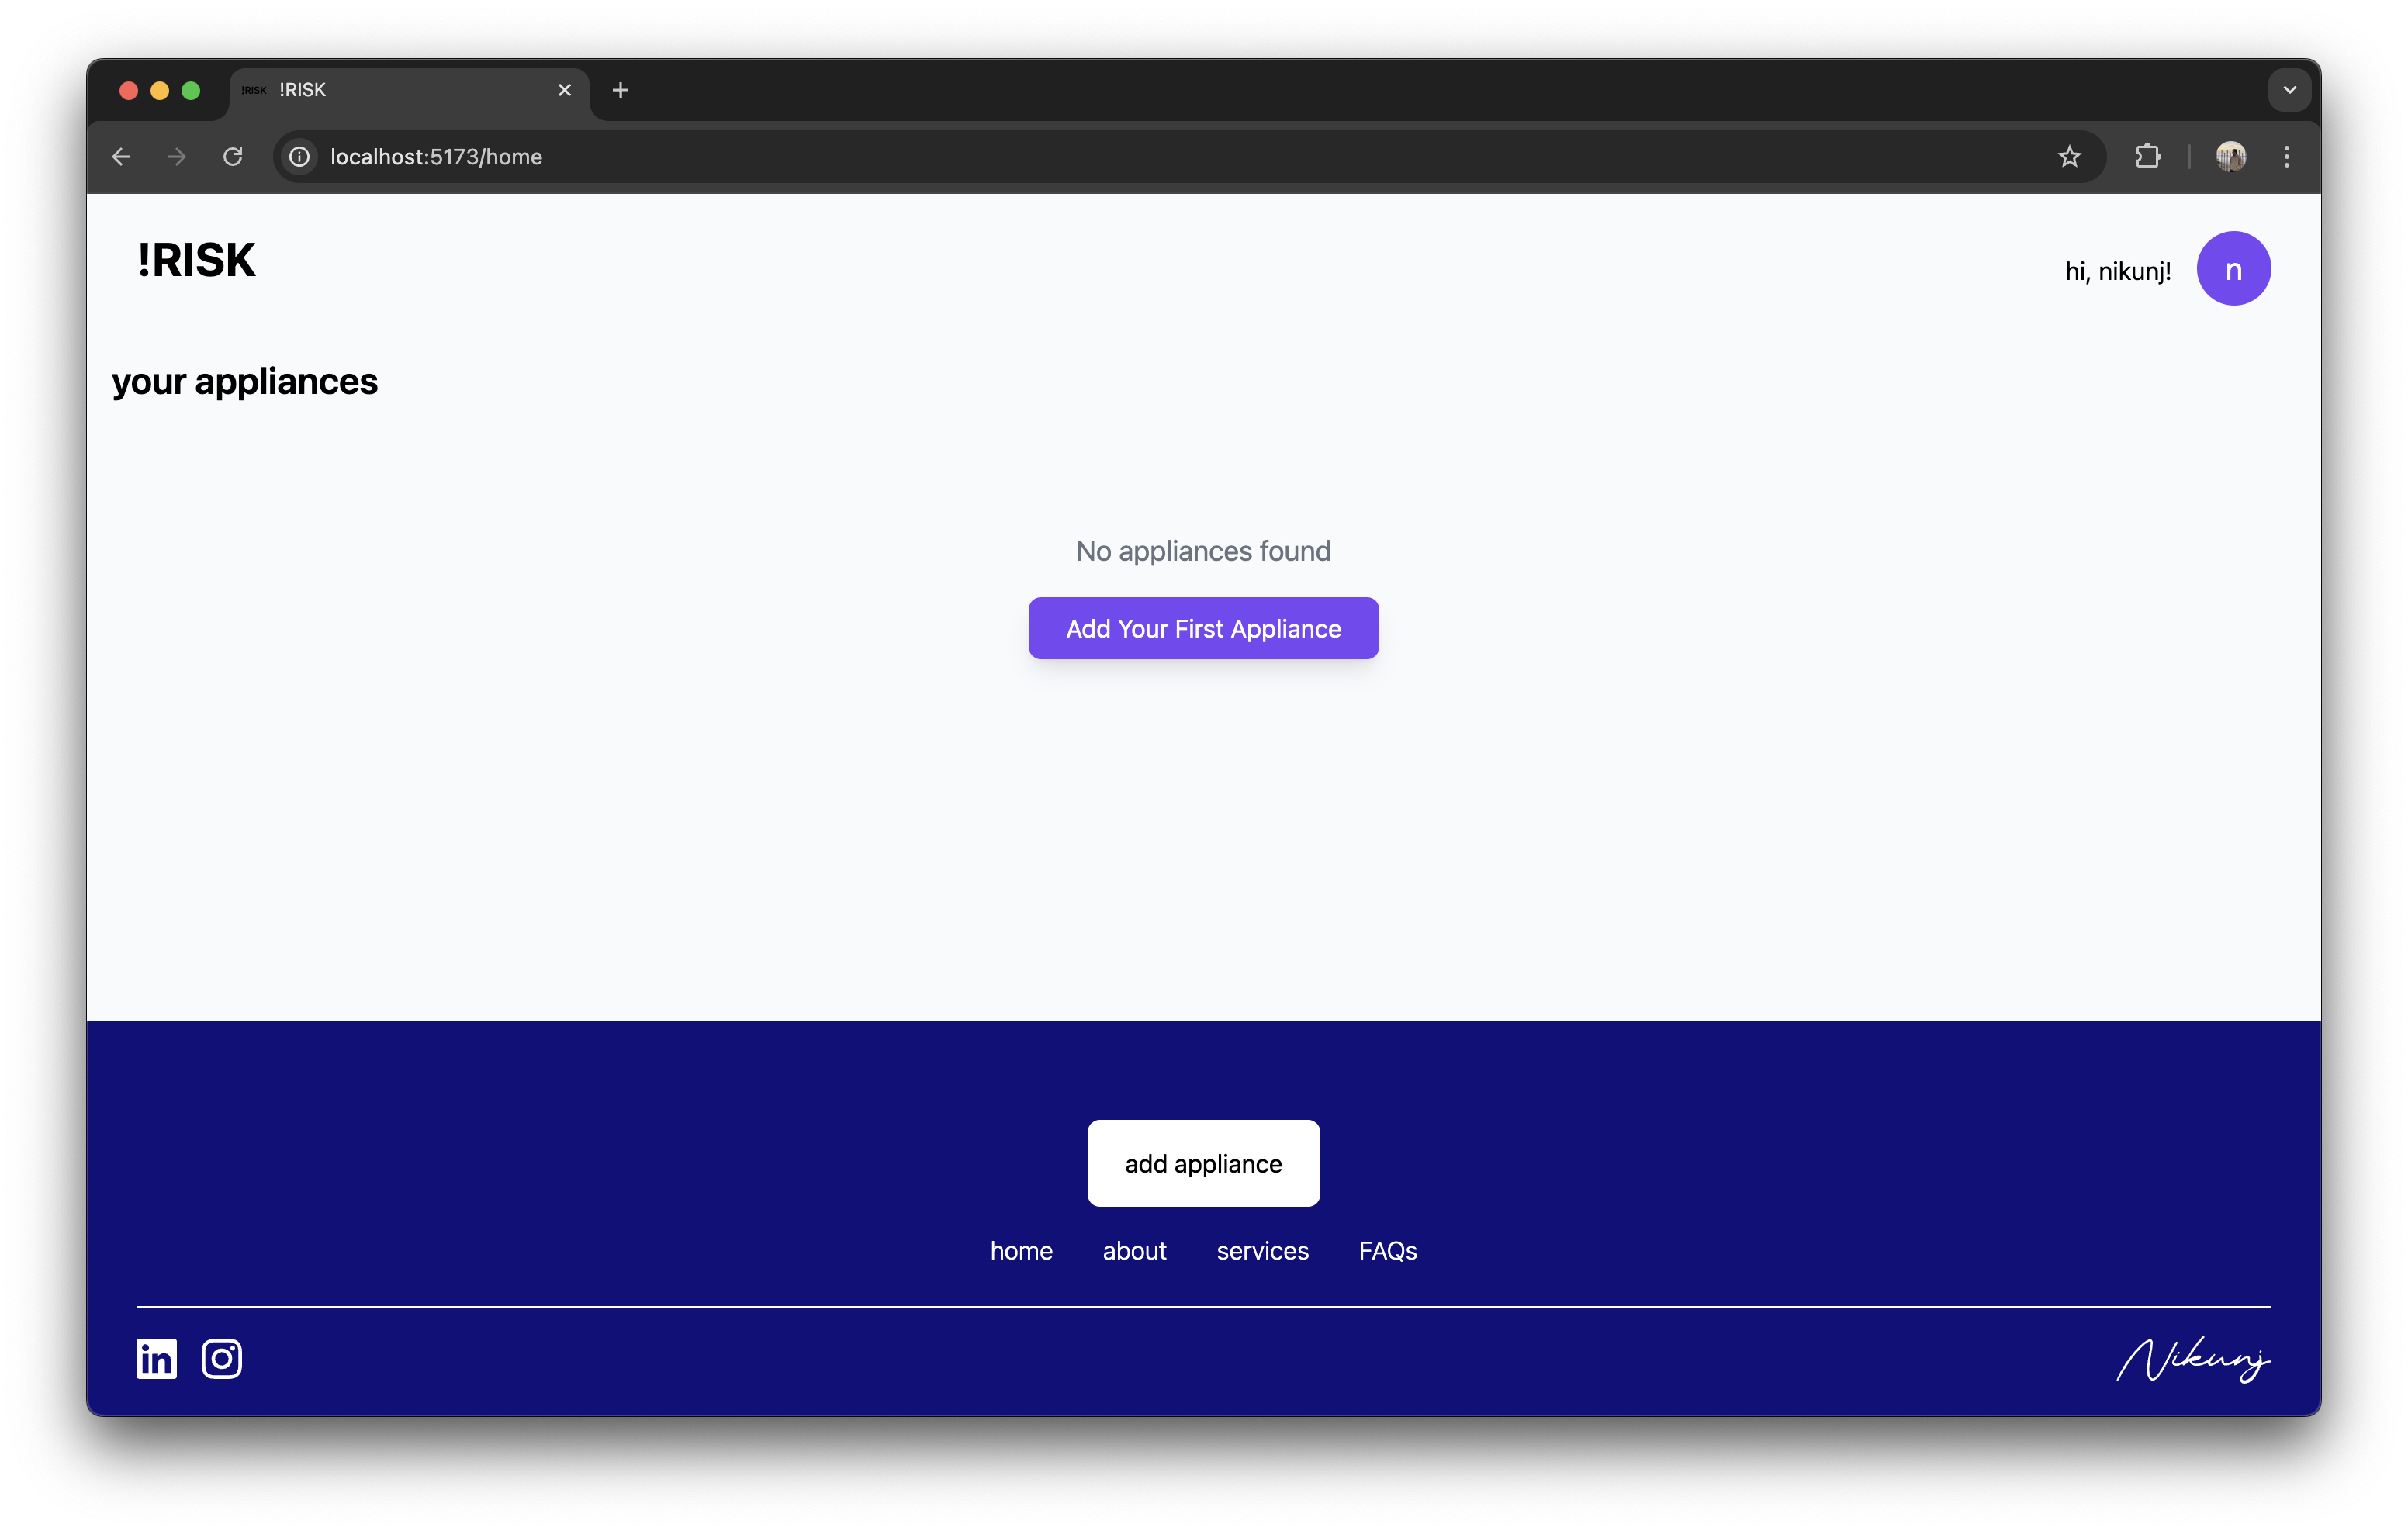 !RISK !RISK
localhost:5173/home
!RISK
hi, nikunj! n
your appliances
No appliances found
Add Your First Appliance
add appliance
home about services FAQs
in Nikunj